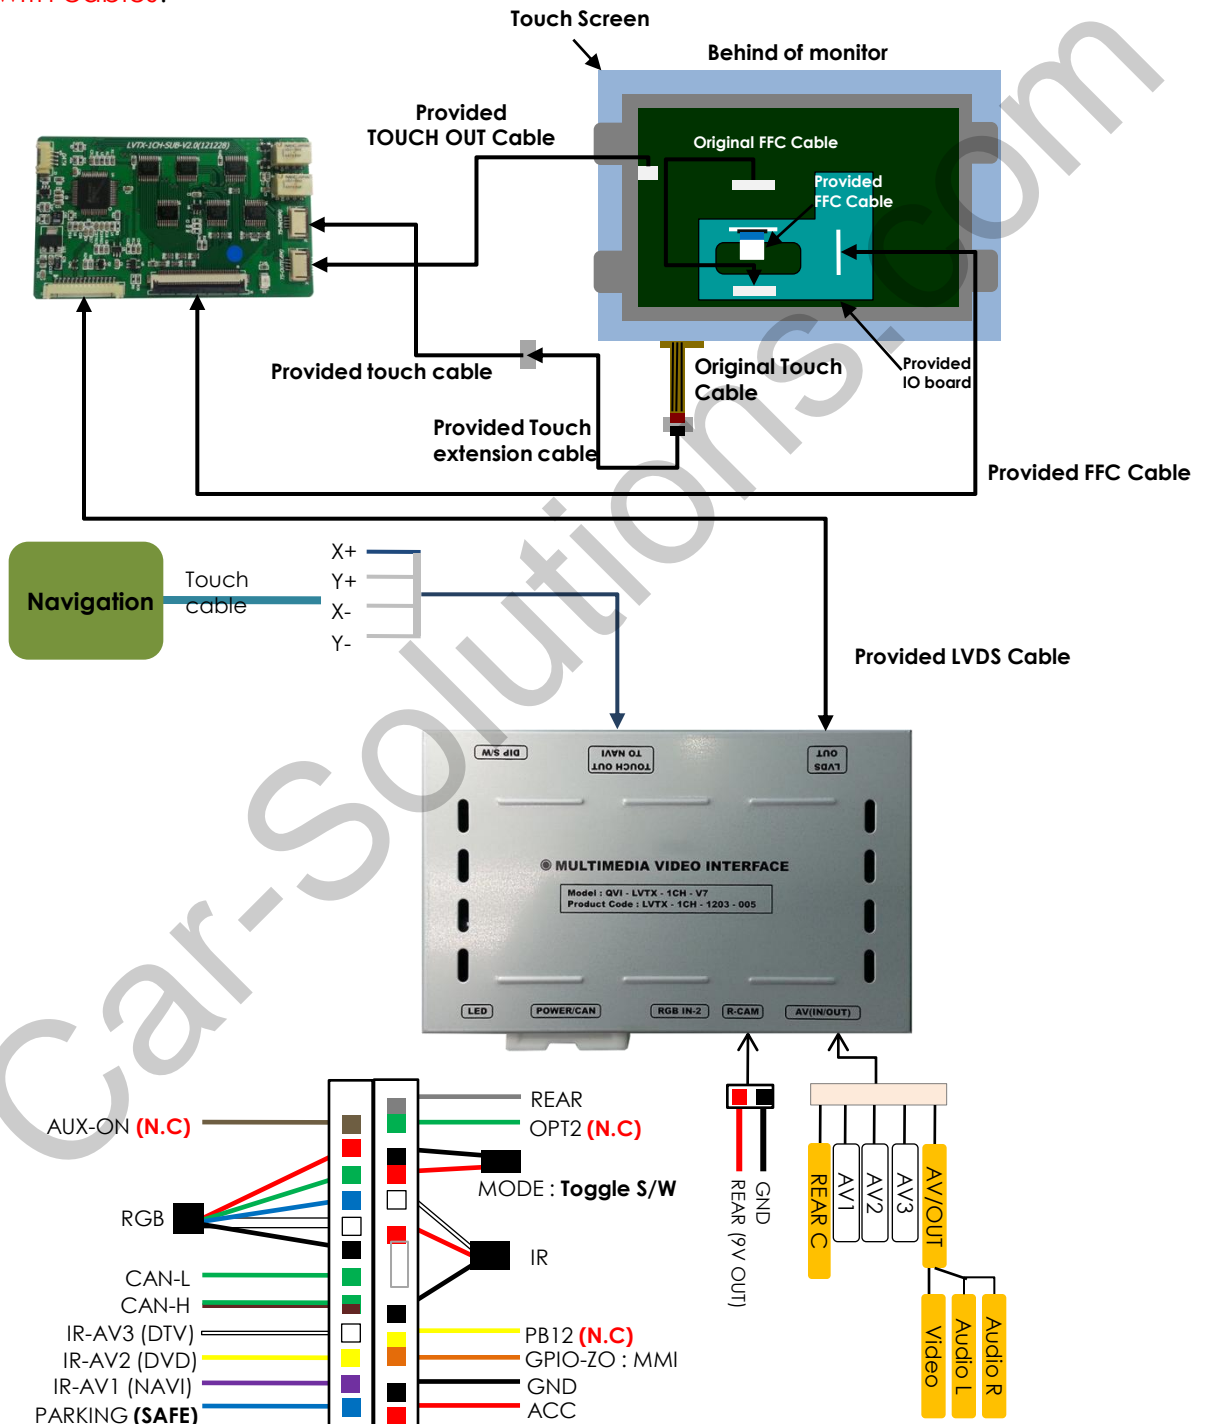 with Cables.
Touch Screen
Behind of monitor
Provided
TOUCH OUT Cable
LVTX-1CH-SUB-V2.0(121228)
Original FFC Cable
Provided
FFC Cable
Provided touch cable
Original Touch
Cable
Provided
IO board
Provided Touch
extension cable
Provided FFC Cable
Navigation
Touch
cable
X+
Y+
X-
Y-
Provided LVDS Cable
DIP S/W
TOUCH OUT
TO NAVI
LVDS
OUT
MULTIMEDIA VIDEO INTERFACE
Model : QVI - LVTX - 1CH - V7
Product Code : LVTX - 1CH - 1203 - 005
LED
POWER/CAN
RGB IN-2
R-CAM
AV(IN/OUT)
AUX-ON (N.C)
RGB
CAN-L
CAN-H
IR-AV3 (DTV)
IR-AV2 (DVD)
IR-AV1 (NAVI)
PARKING (SAFE)
REAR
OPT2 (N.C)
MODE : Toggle S/W
IR
PB12 (N.C)
GPIO-ZO : MMI
GND
ACC
REAR (9V OUT)
GND
REAR C
AV1
AV2
AV3
AV/OUT
Video
Audio L
Audio R
Car-Solutions.com